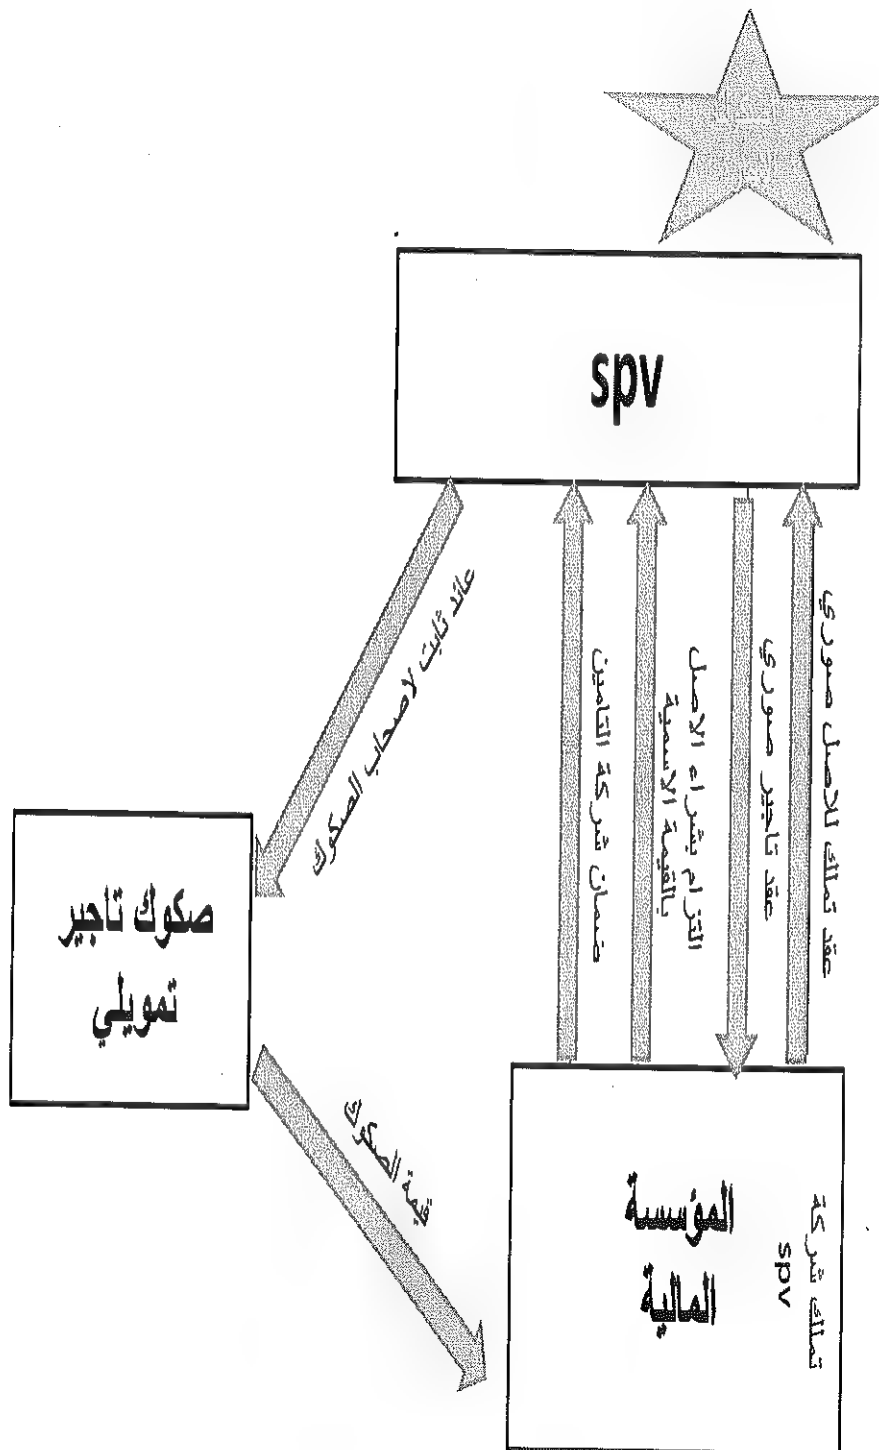 spv
عقد تملك للاصل صوري
عقد تاجير صوري
التزام بشراء الاصل
بالقيمة الاسمية
ضمان شركة التامين
عائد ثابت لاصحاب الصكوك
تملك شركة
spv
المؤسسة
المالية
صكوك تاجير
تمويلي
قيمة الصكوك